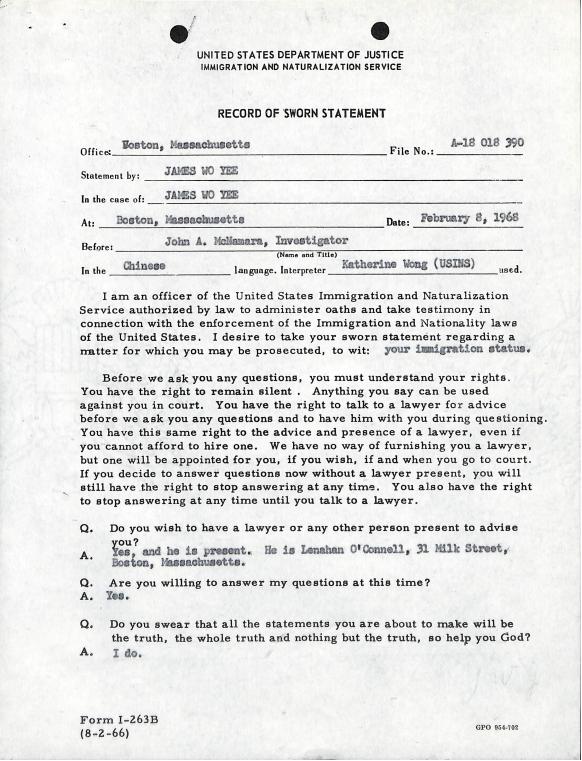 UNITED STATES DEPARTMENT OF JUSTICE
IMMIGRATION AND NATURALIZATION SERVICE
RECORD OF SWORN STATEMENT
Office: Boston, Massachusetts File No.: A-18 018 390
Statement by: JAMES WO YEE
In the case of: JAMES WO YEE
At: Boston, Massachusetts Date: February 8, 1968
Before: John A. McNamara, Investigator
(Name and Title)
In the Chinese language. Interpreter Katherine Wong (USINS) used.
I am an officer of the United States Immigration and Naturalization
Service authorized by law to administer oaths and take testimony in
connection with the enforcement of the Immigration and Nationality laws
of the United States. I desire to take your sworn statement regarding a
matter for which you may be prosecuted, to wit: your immigration status.
Before we ask you any questions, you must understand your rights.
You have the right to remain silent . Anything you say can be used
against you in court. You have the right to talk to a lawyer for advice
before we ask you any questions and to have him with you during questioning.
You have this same right to the advice and presence of a lawyer, even if
you cannot afford to hire one. We have no way of furnishing you a lawyer,
but one will be appointed for you, if you wish, if and when you go to court.
If you decide to answer questions now without a lawyer present, you will
still have the right to stop answering at any time. You also have the right
to stop answering at any time until you talk to a lawyer.
Q. Do you wish to have a lawyer or any other person present to advise
you?
A. Yes, and he is present. He is Lenahan O'Connell, 31 Milk Street,
Boston, Massachusetts.
Q. Are you willing to answer my questions at this time?
A. Yes.
Q. Do you swear that all the statements you are about to make will be
the truth, the whole truth and nothing but the truth, so help you God?
A. I do.
Form I-263B
(8-2-66)
GPO 954-702